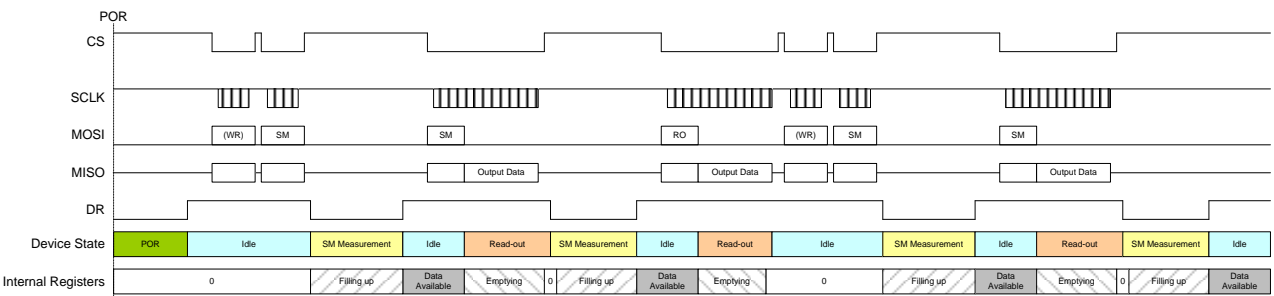 POR
CS
SCLK
MOSI (WR) SM SM RO (WR) SM SM
MISO Output Data Output Data Output Data
DR
Device State POR Idle SM Measurement Idle Read-out SM Measurement Idle Read-out Idle SM Measurement Idle Read-out SM Measurement Idle
Internal Registers 0 Filling up Data Available Emptying 0 Filling up Data Available Emptying 0 Filling up Data Available Emptying 0 Filling up Data Available